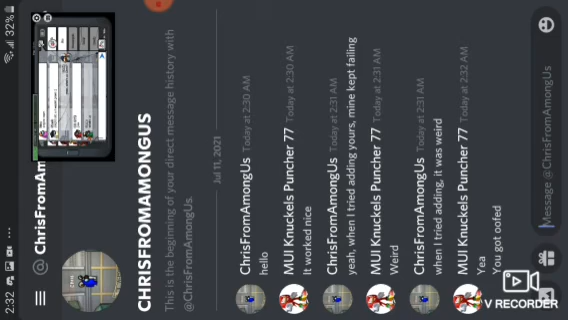 2:32
32%
@ ChrisFromAm
CHRISFROMAMONGUS
This is the beginning of your direct message history with
@ChrisFromAmongUs.
Jul 11, 2021
ChrisFromAmongUs Today at 2:30 AM
hello
MUI Knuckels Puncher 77 Today at 2:30 AM
It worked nice
ChrisFromAmongUs Today at 2:31 AM
yeah, when I tried adding yours, mine kept failing
MUI Knuckels Puncher 77 Today at 2:31 AM
Weird
ChrisFromAmongUs Today at 2:31 AM
when I tried adding, it was weird
MUI Knuckels Puncher 77 Today at 2:32 AM
Yea
You got oofed
Message @ChrisFromAmongUs
V RECORDER